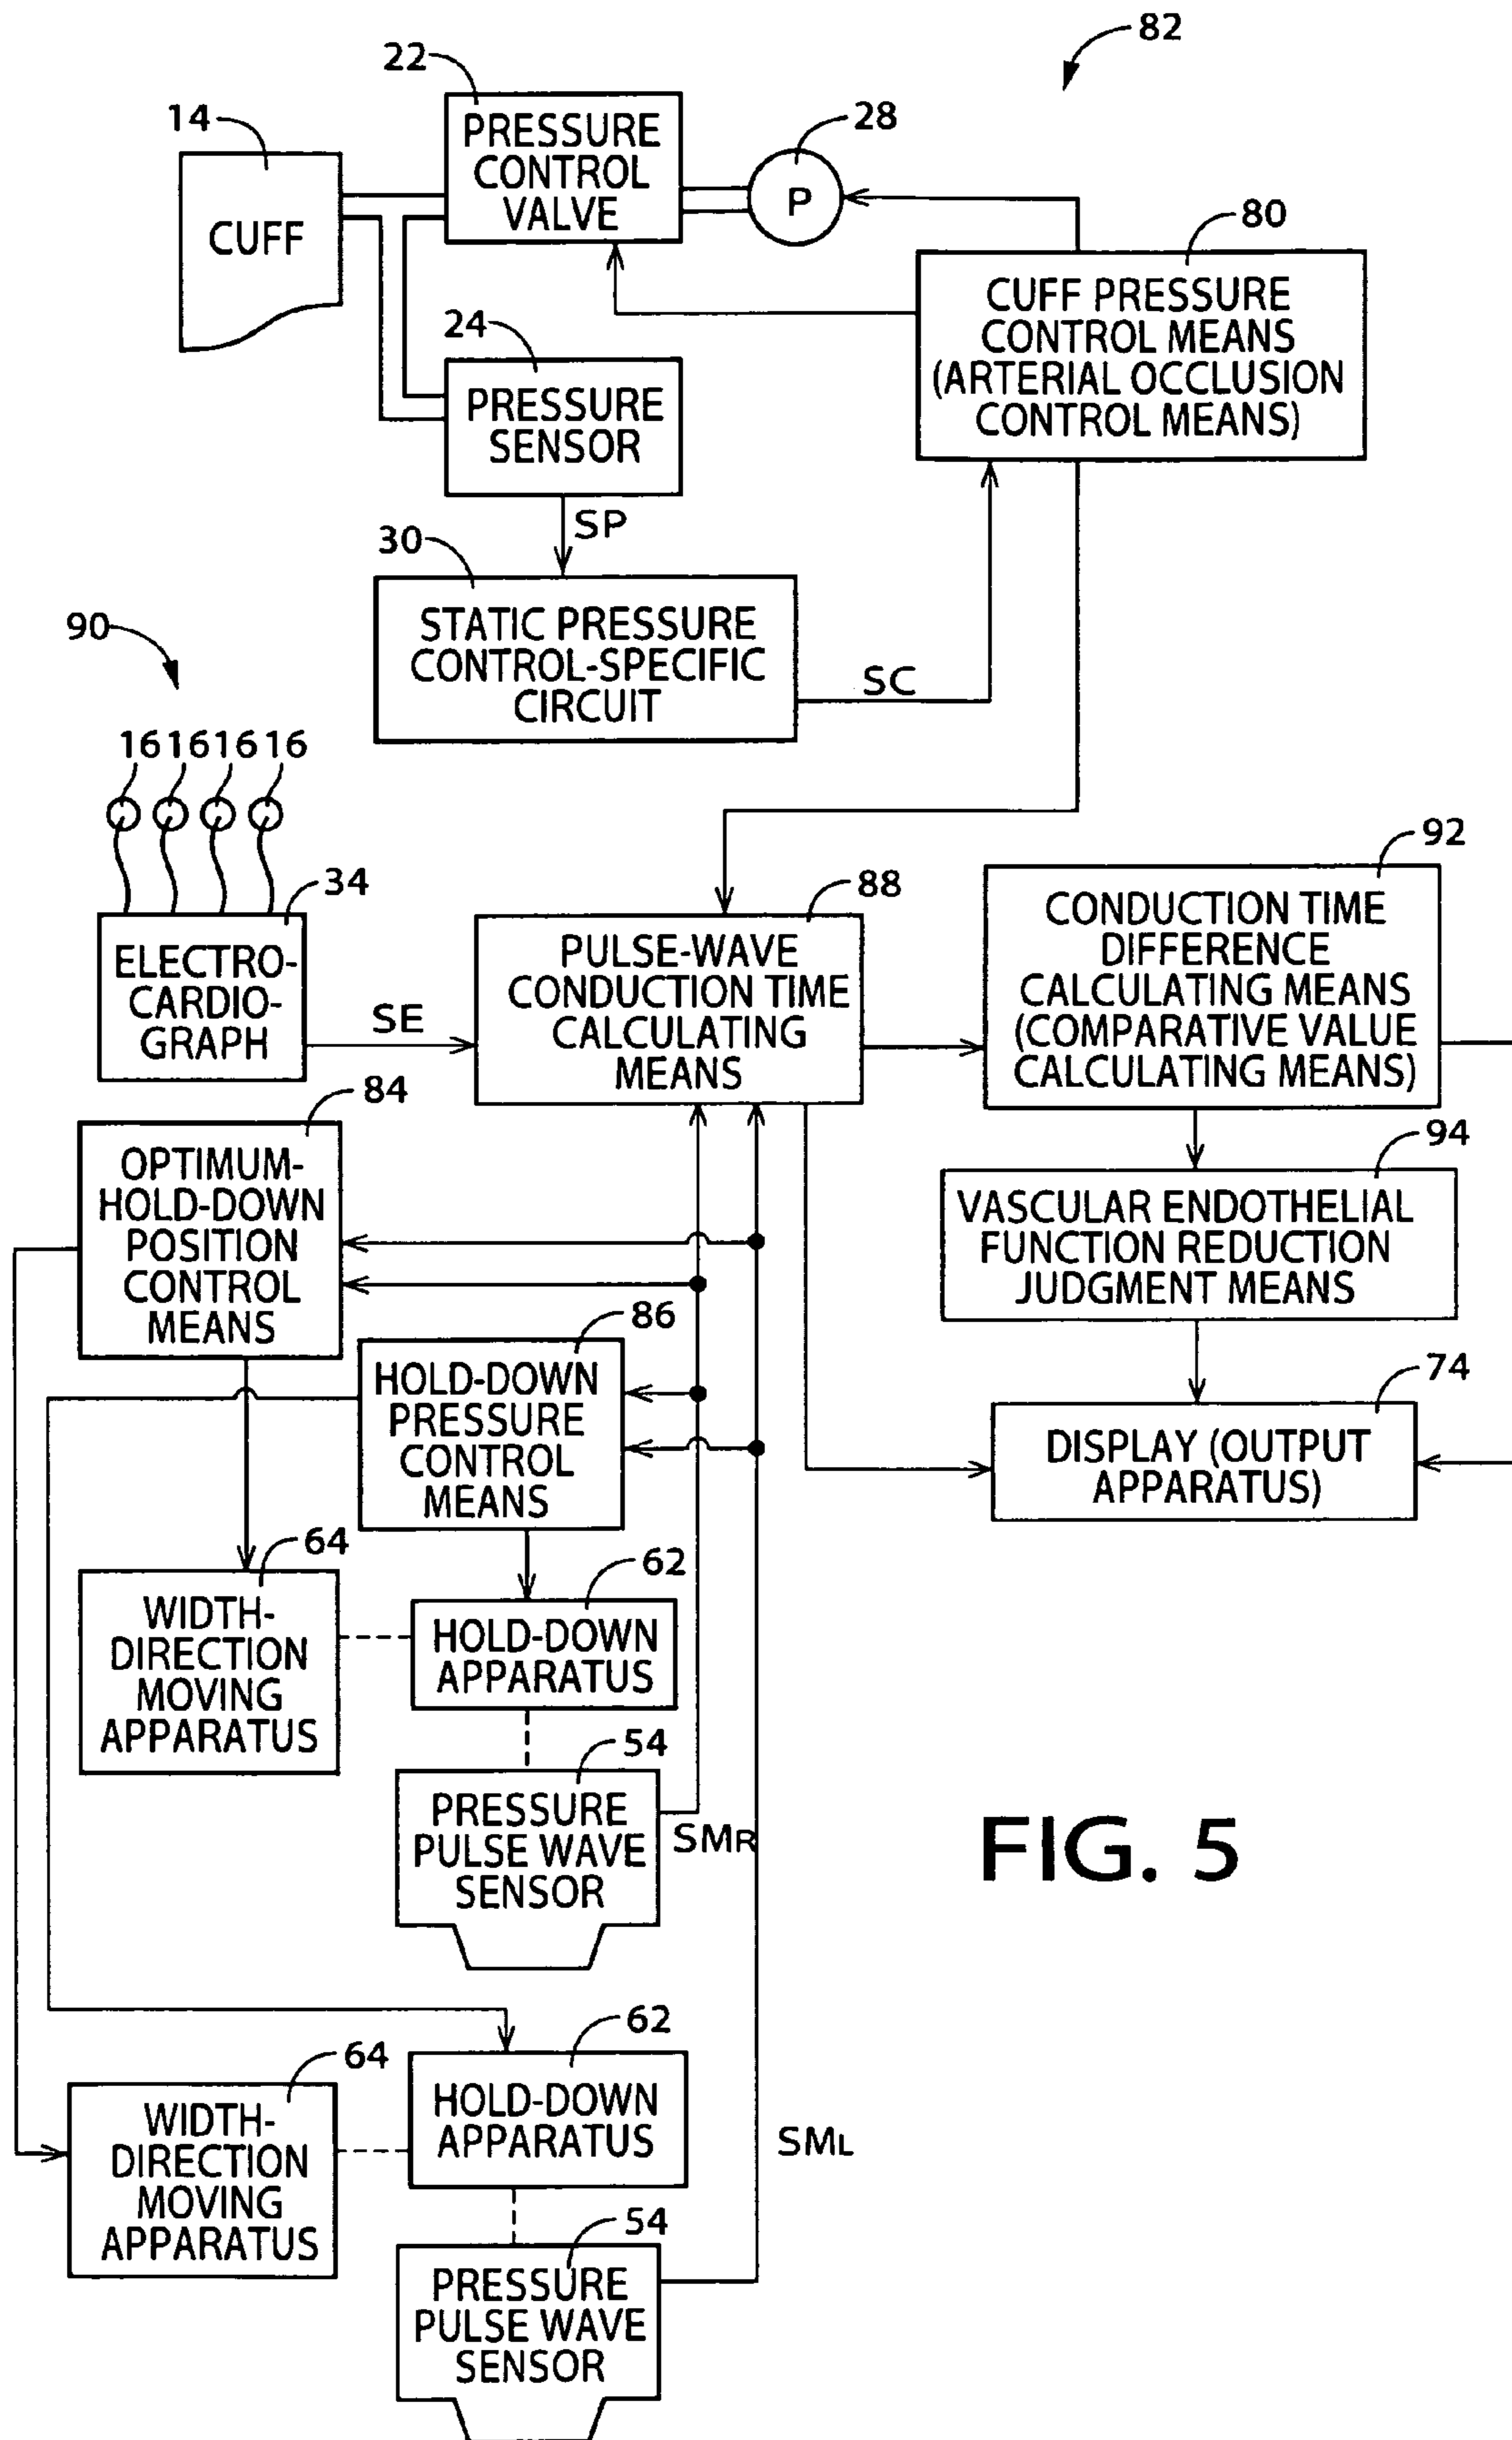 82
22
14
PRESSURE
CONTROL
VALVE
28
P
CUFF
80
CUFF PRESSURE
CONTROL MEANS
(ARTERIAL OCCLUSION
CONTROL MEANS)
24
PRESSURE
SENSOR
SP
30
STATIC PRESSURE
CONTROL-SPECIFIC
CIRCUIT
SC
90
16 16 16 16
34
ELECTRO-
CARDIO-
GRAPH
SE
88
PULSE-WAVE
CONDUCTION TIME
CALCULATING
MEANS
92
CONDUCTION TIME
DIFFERENCE
CALCULATING MEANS
(COMPARATIVE VALUE
CALCULATING MEANS)
84
OPTIMUM-
HOLD-DOWN
POSITION
CONTROL
MEANS
94
VASCULAR ENDOTHELIAL
FUNCTION REDUCTION
JUDGMENT MEANS
86
HOLD-DOWN
PRESSURE
CONTROL
MEANS
74
DISPLAY (OUTPUT
APPARATUS)
64
WIDTH-
DIRECTION
MOVING
APPARATUS
62
HOLD-DOWN
APPARATUS
54
PRESSURE
PULSE WAVE
SENSOR
SMR
FIG. 5
62
HOLD-DOWN
APPARATUS
64
WIDTH-
DIRECTION
MOVING
APPARATUS
SML
54
PRESSURE
PULSE WAVE
SENSOR